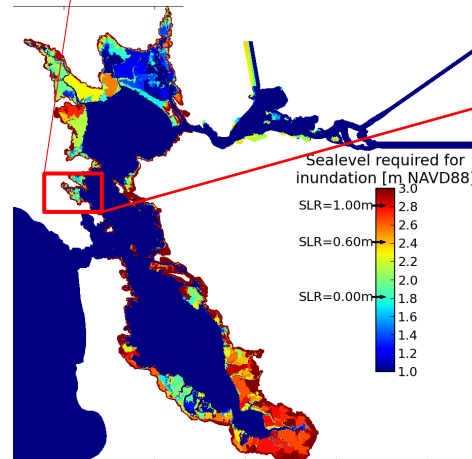 Sealevel required for
inundation [m NAVD88]
SLR=1.00m
SLR=0.60m
SLR=0.00m
3.0
2.8
2.6
2.4
2.2
2.0
1.8
1.6
1.4
1.2
1.0